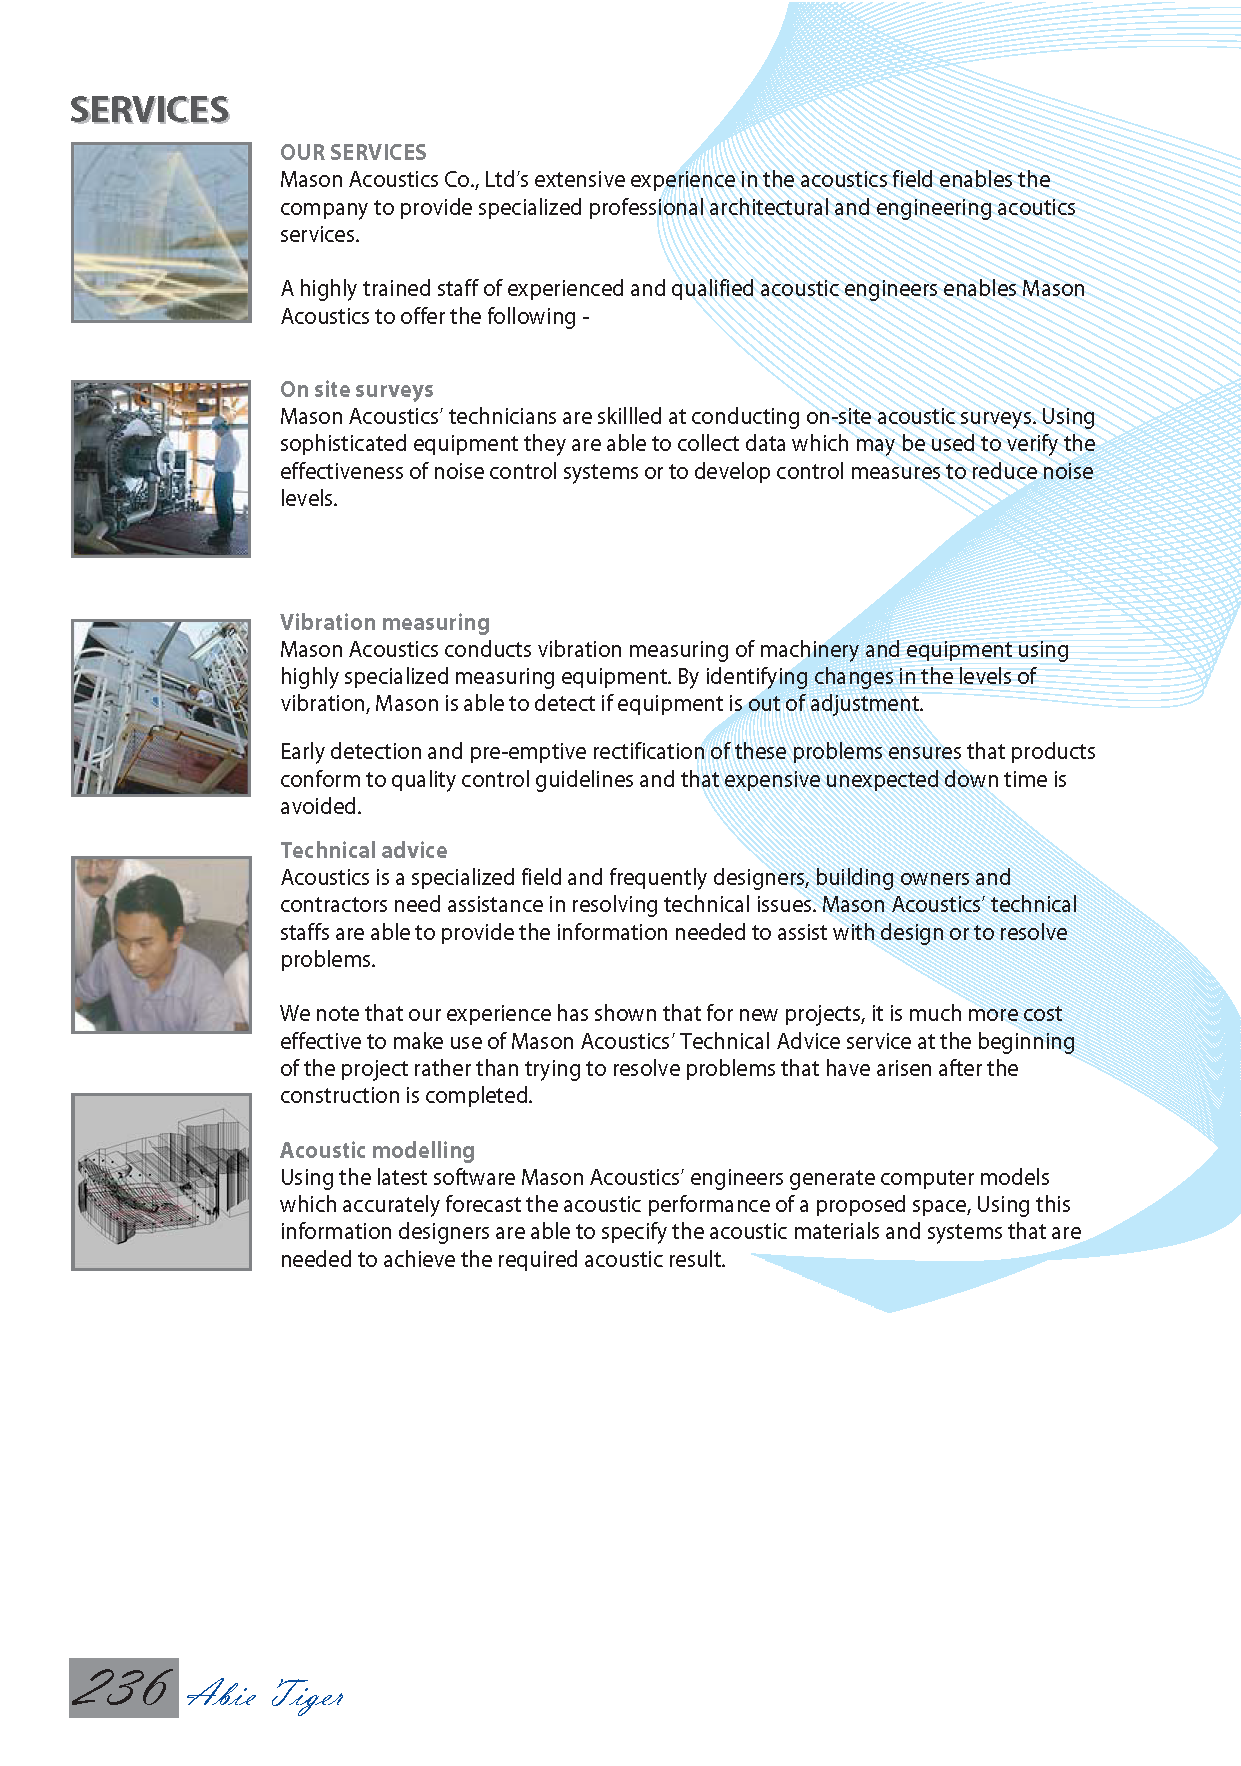 SERVICES
OUR SERVICES
Mason Acoustics Co., Ltd’s extensive experience in the acoustics field enables the
company to provide specialized professional architectural and engineering acoutics
services.
A highly trained staff of experienced and qualified acoustic engineers enables Mason
Acoustics to offer the following -
On site surveys
Mason Acoustics’ technicians are skillled at conducting on-site acoustic surveys. Using
sophisticated equipment they are able to collect data which may be used to verify the
effectiveness of noise control systems or to develop control measures to reduce noise
levels.
Vibration measuring
Mason Acoustics conducts vibration measuring of machinery and equipment using
highly specialized measuring equipment. By identifying changes in the levels of
vibration, Mason is able to detect if equipment is out of adjustment.
Early detection and pre-emptive rectification of these problems ensures that products
conform to quality control guidelines and that expensive unexpected down time is
avoided.
Technical advice
Acoustics is a specialized field and frequently designers, building owners and
contractors need assistance in resolving technical issues. Mason Acoustics’ technical
staffs are able to provide the information needed to assist with design or to resolve
problems.
We note that our experience has shown that for new projects, it is much more cost
effective to make use of Mason Acoustics’ Technical Advice service at the beginning
of the project rather than trying to resolve problems that have arisen after the
construction is completed.
Acoustic modelling
Using the latest software Mason Acoustics’ engineers generate computer models
which accurately forecast the acoustic performance of a proposed space, Using this
information designers are able to specify the acoustic materials and systems that are
needed to achieve the required acoustic result.
236 Abie Tiger